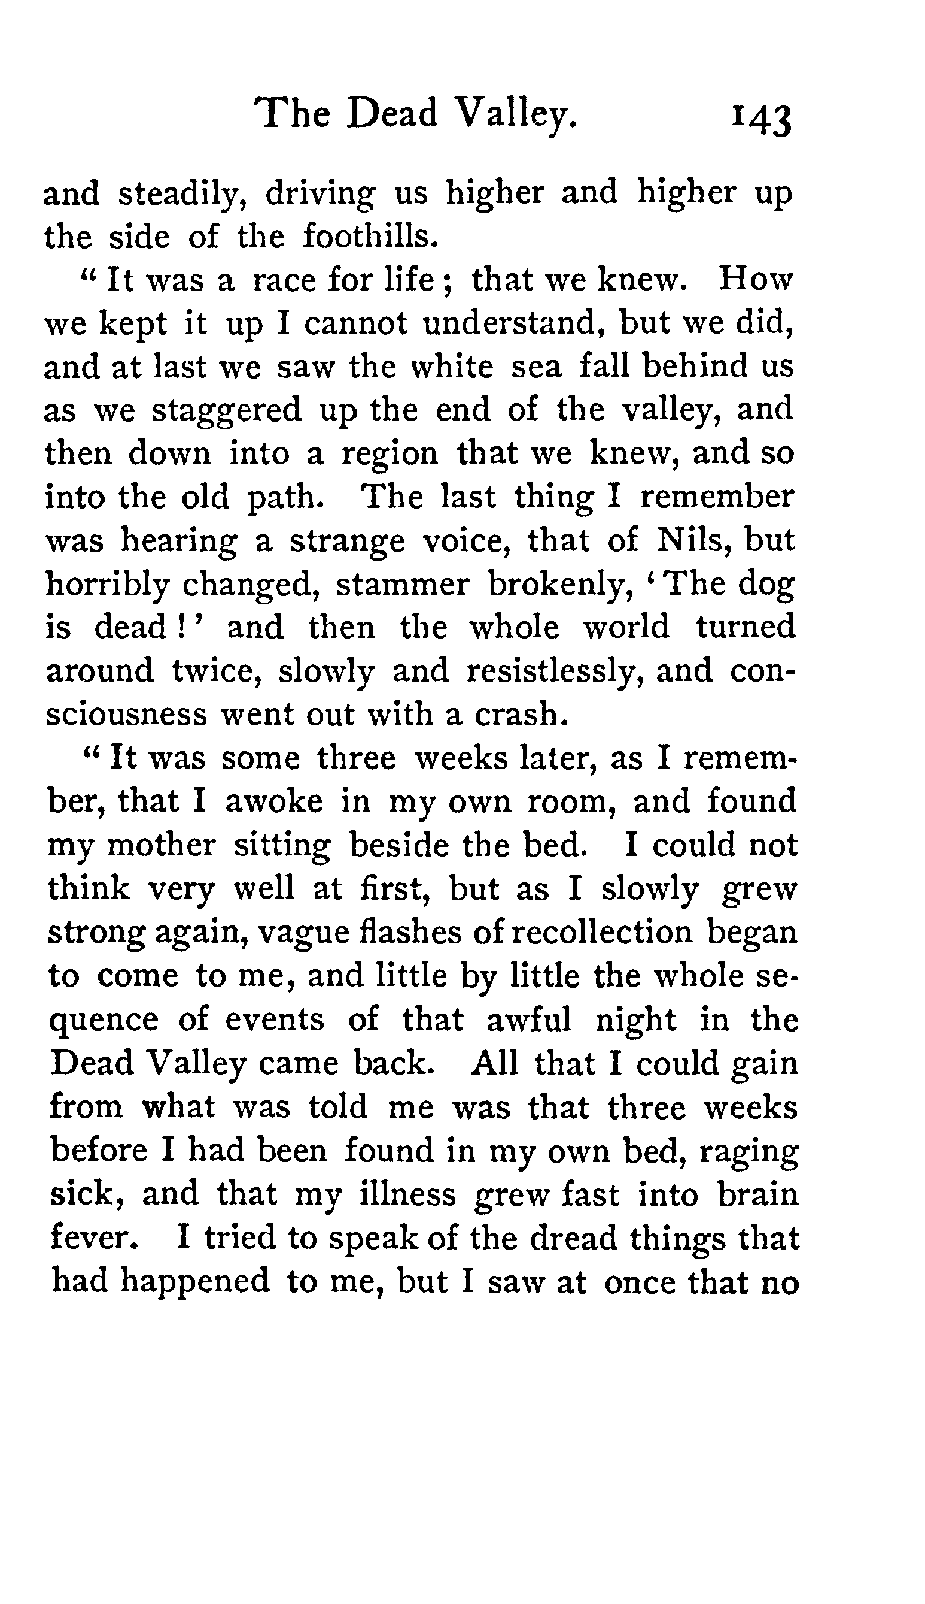 The Dead Valley. 143
and steadily, driving us higher and higher up
the side of the foothills.
" It was a race for life ; that we knew. How
we kept it up I cannot understand, but we did,
and at last we saw the white sea fall behind us
as we staggered up the end of the valley, and
then down into a region that we knew, and so
into the old path. The last thing I remember
was hearing a strange voice, that of Nils, but
horribly changed, stammer brokenly, ‘ The dog
is dead ! ’ and then the whole world turned
around twice, slowly and resistlessly, and con-
sciousness went out with a crash.
" It was some three weeks later, as I remem-
ber, that I awoke in my own room, and found
my mother sitting beside the bed. I could not
think very well at first, but as I slowly grew
strong again, vague flashes of recollection began
to come to me, and little by little the whole se-
quence of events of that awful night in the
Dead Valley came back. All that I could gain
from what was told me was that three weeks
before I had been found in my own bed, raging
sick, and that my illness grew fast into brain
fever. I tried to speak of the dread things that
had happened to me, but I saw at once that no